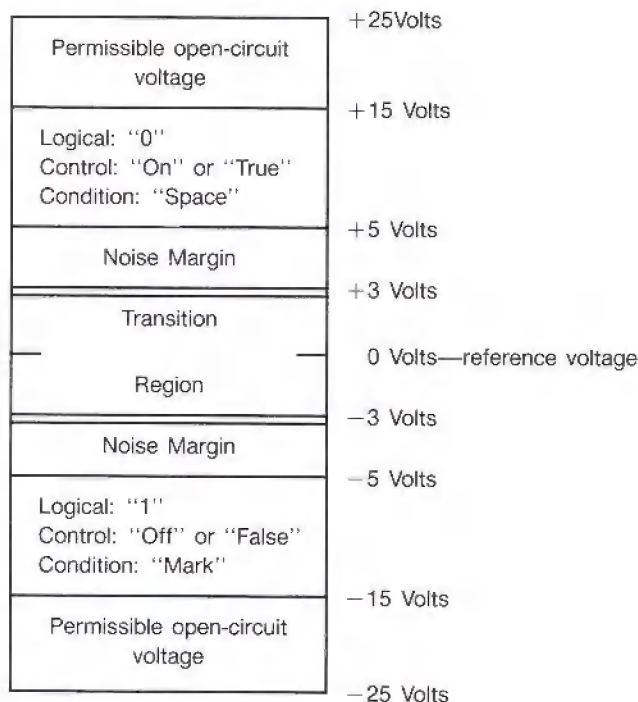 +25Volts
Permissible open-circuit
voltage
+15 Volts
Logical: “0”
Control: “On” or “True”
Condition: “Space”
+5 Volts
Noise Margin
+3 Volts
Transition
0 Volts—reference voltage
Region
−3 Volts
Noise Margin
−5 Volts
Logical: “1”
Control: “Off” or “False”
Condition: “Mark”
−15 Volts
Permissible open-circuit
voltage
−25 Volts